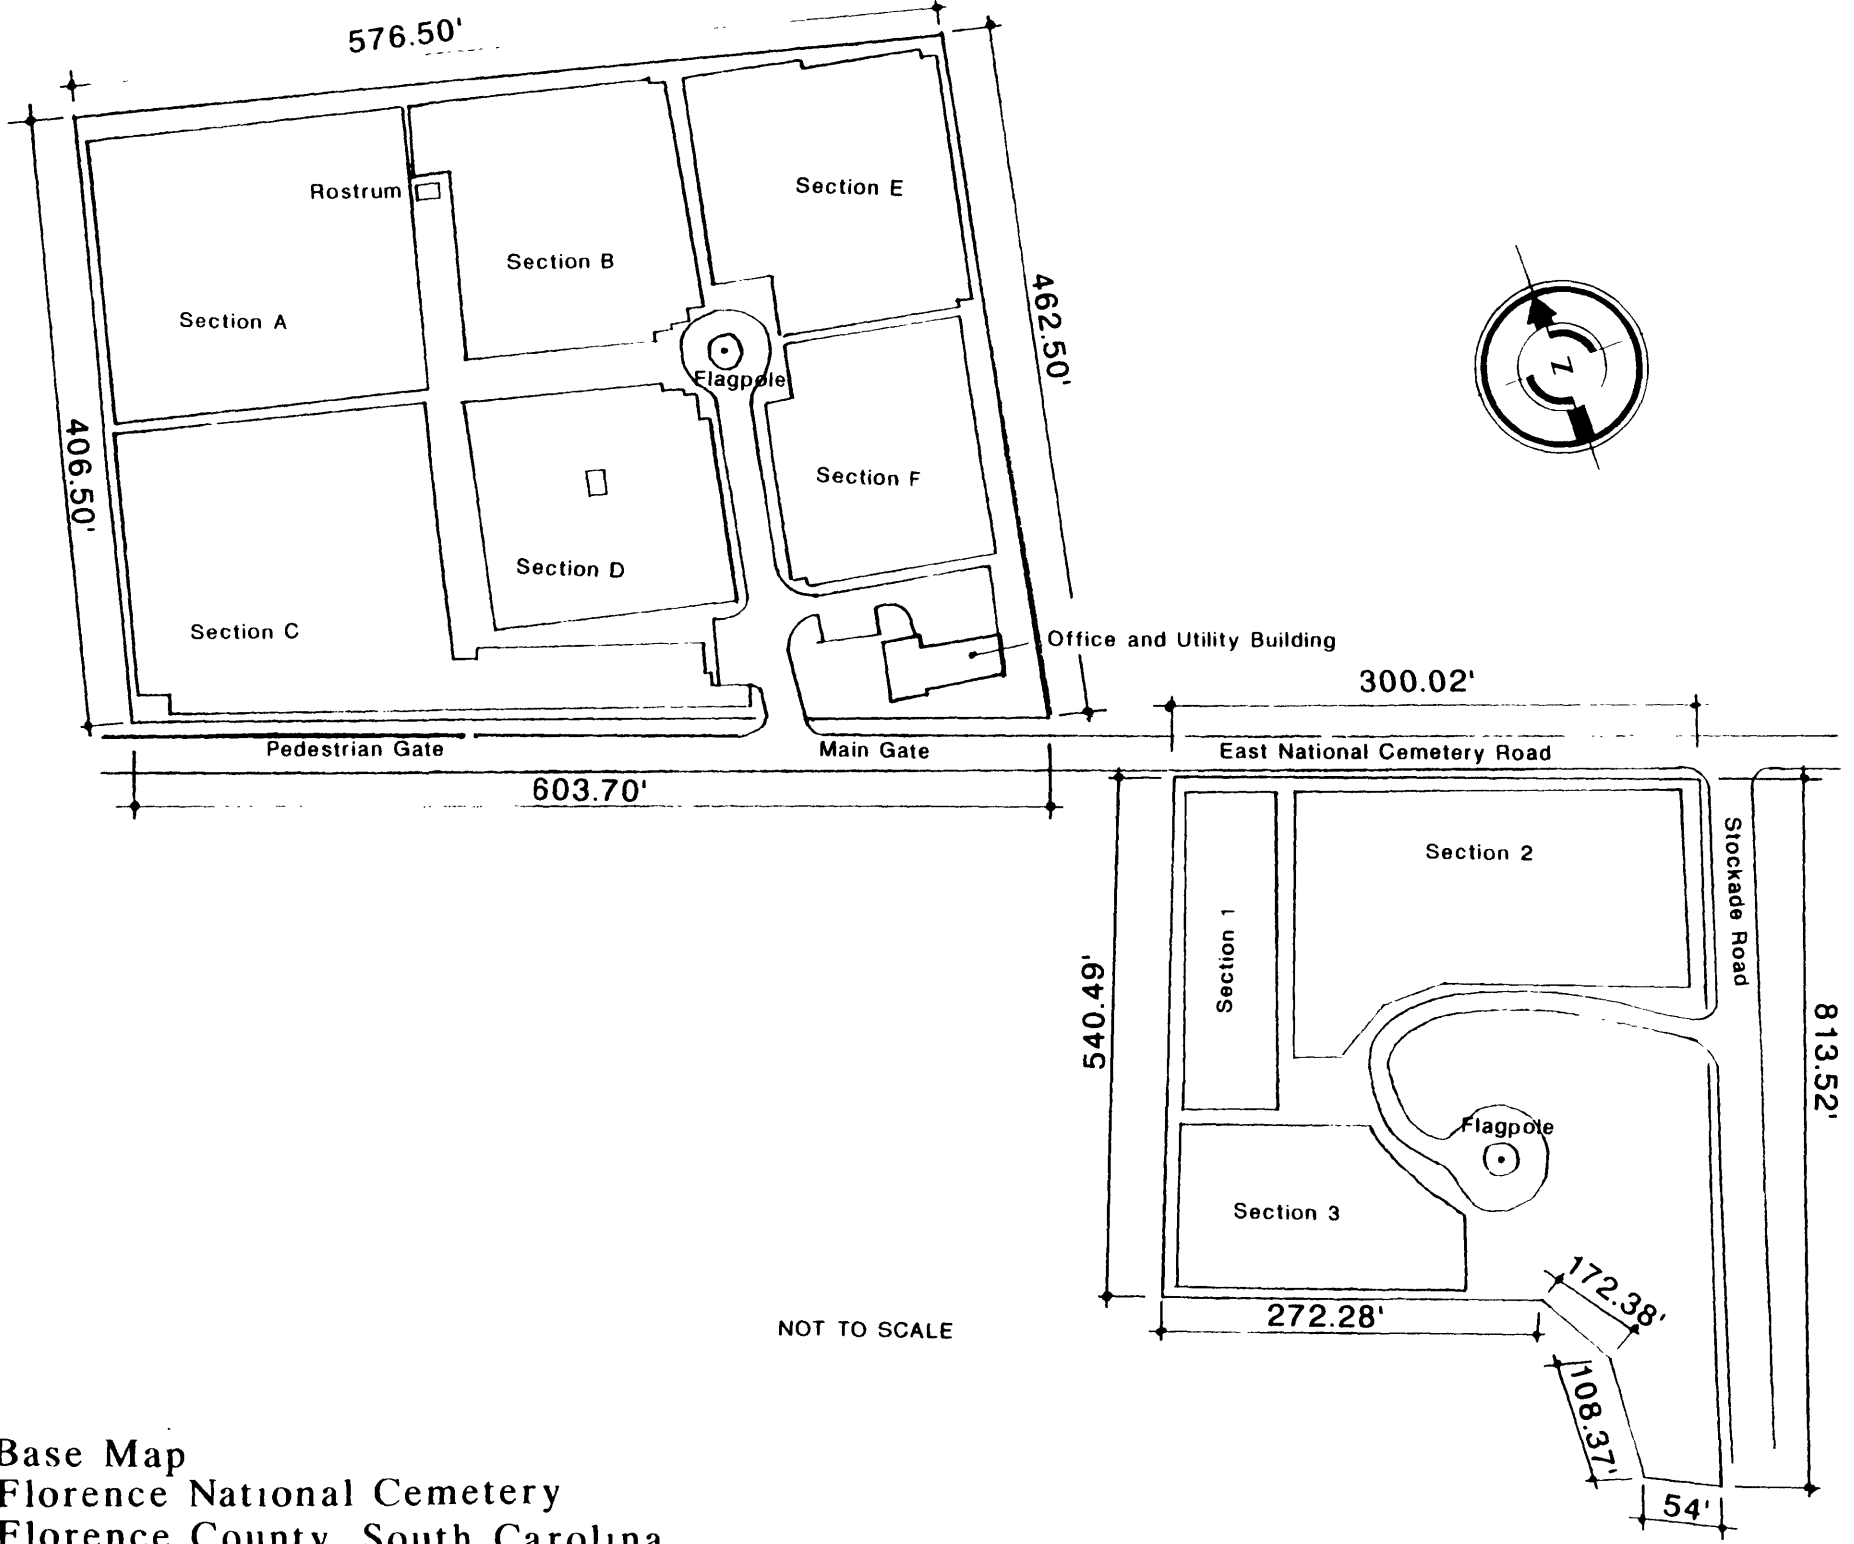 576.50'
Rostrum
Section E
Section B
Section A
462.50'
Flagpole
406.50'
Section F
Section D
Section C
Office and Utility Building
Z
300.02'
Pedestrian Gate
Main Gate
East National Cemetery Road
603.70'
Section 2
Stockade Road
Section 1
540.49'
813.52'
Flagpole
Section 3
172.38'
272.28'
NOT TO SCALE
108.37'
54'
Base Map
Florence National Cemetery
Florence County, South Carolina